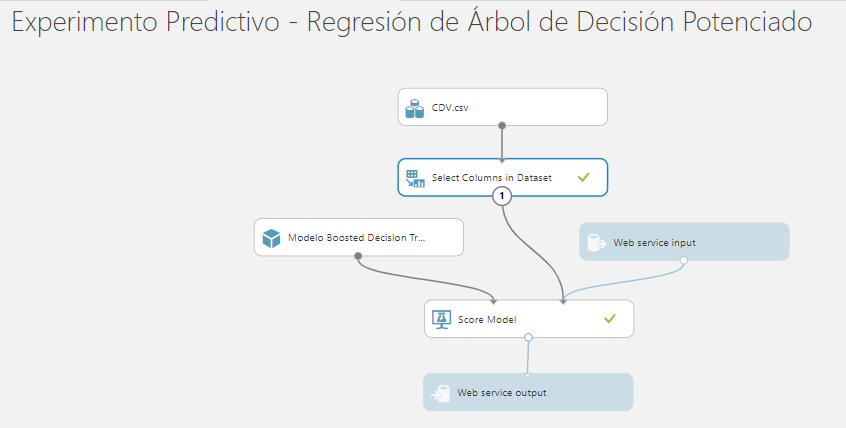 Experimento Predictivo - Regresión de Árbol de Decisión Potenciado
CDV.csv
Select Columns in Dataset
1
Modelo Boosted Decision Tr...
Web service input
Score Model
Web service output